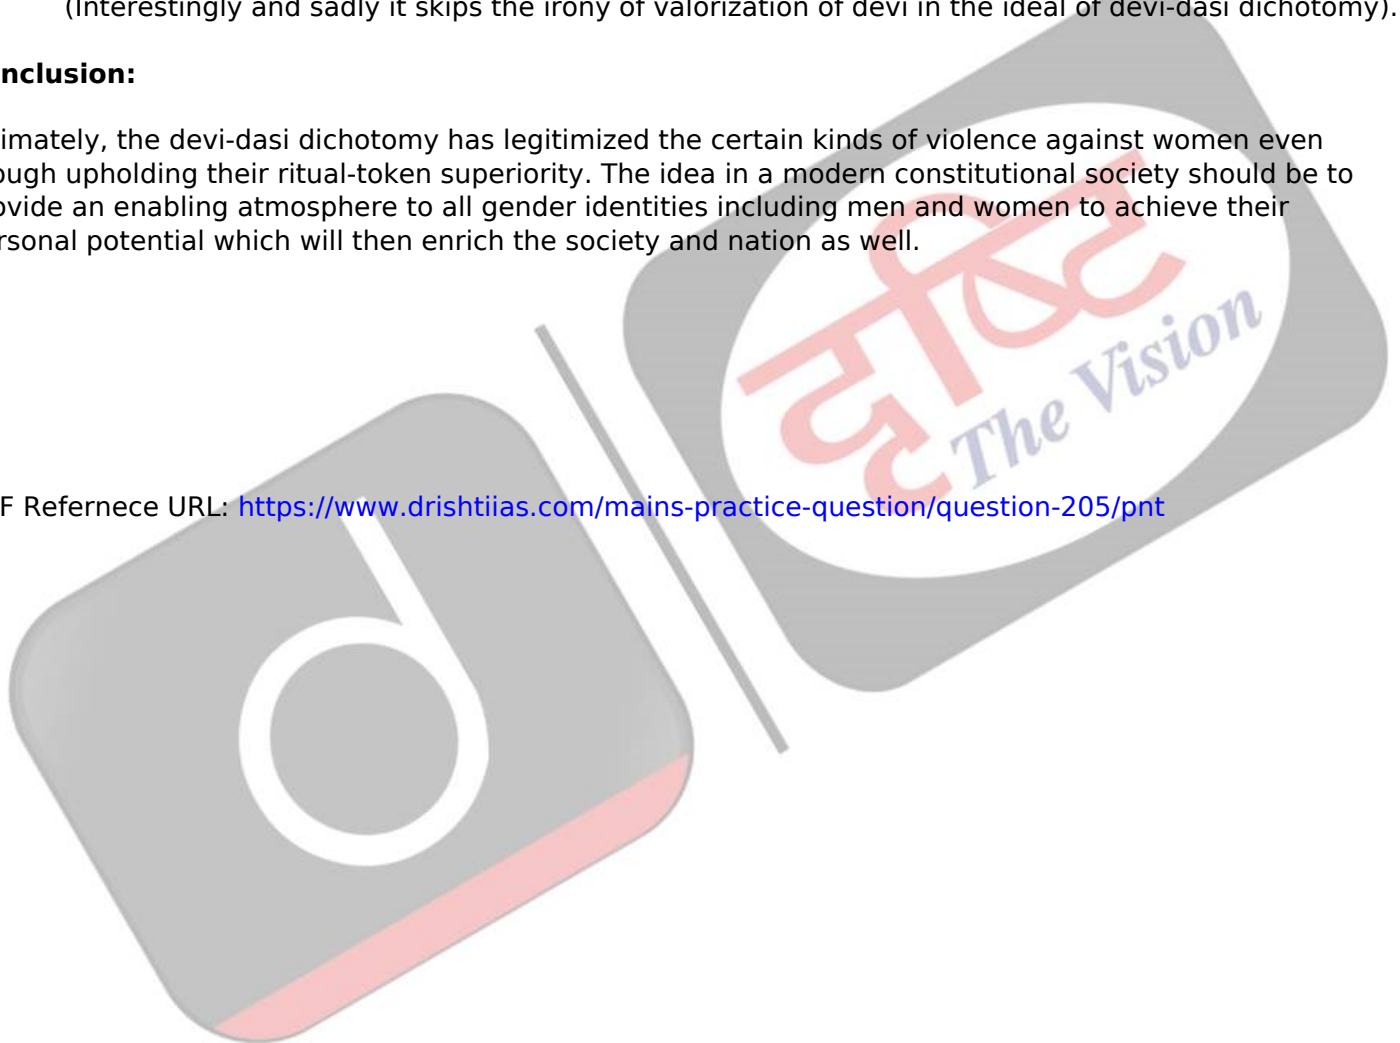 (Interestingly and sadly it skips the irony of valorization of devi in the ideal of devi-dasi dichotomy).
nclusion:
imately, the devi-dasi dichotomy has legitimized the certain kinds of violence against women even
ough upholding their ritual-token superiority. The idea in a modern constitutional society should be to
ovide an enabling atmosphere to all gender identities including men and women to achieve their
rsonal potential which will then enrich the society and nation as well.
दृष्टि
The Vision
F Refernece URL: https://www.drishtiias.com/mains-practice-question/question-205/pnt
d